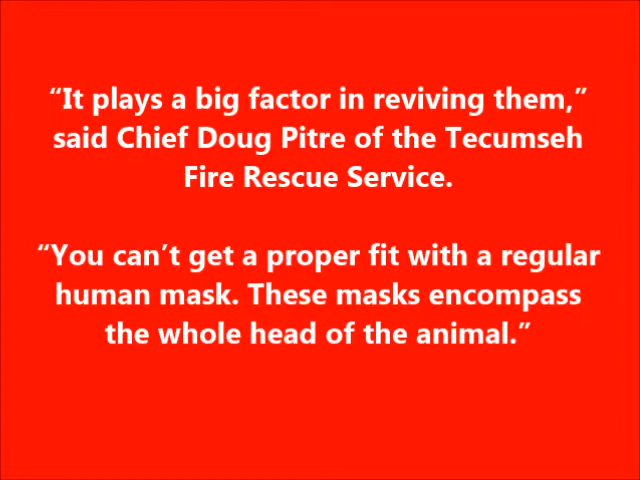 “It plays a big factor in reviving them,”
said Chief Doug Pitre of the Tecumseh
Fire Rescue Service.
“You can’t get a proper fit with a regular
human mask. These masks encompass
the whole head of the animal.”